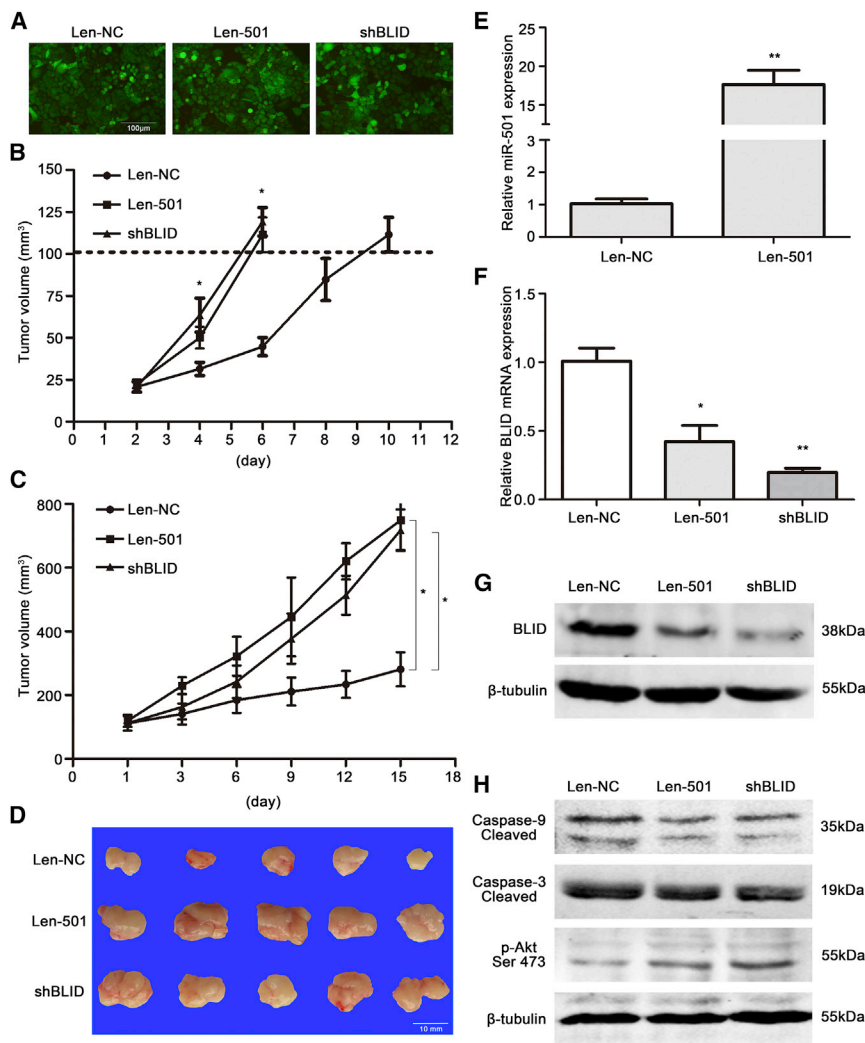 A
Len-NC Len-501 shBLID
100µm
B
Len-NC
Len-501
shBLID
Tumor volume (mm³)
150
125
100
75
50
25
0
* *
0 1 2 3 4 5 6 7 8 9 10 11 12
(day)
C
Len-NC
Len-501
shBLID
Tumor volume (mm³)
800
600
400
200
0
* *
0 1 3 6 9 12 15 18
(day)
D
Len-NC
Len-501
shBLID
10 mm
E
Relative miR-501 expression
25
20
15
10
3
2
1
0
**
Len-NC Len-501
F
Relative BLID mRNA expression
1.5
1.0
0.5
0.0
* **
Len-NC Len-501 shBLID
G
Len-NC Len-501 shBLID
BLID 38kDa
β-tubulin 55kDa
H
Len-NC Len-501 shBLID
Caspase-9
Cleaved 35kDa
Caspase-3
Cleaved 19kDa
p-Akt
Ser 473 55kDa
β-tubulin 55kDa